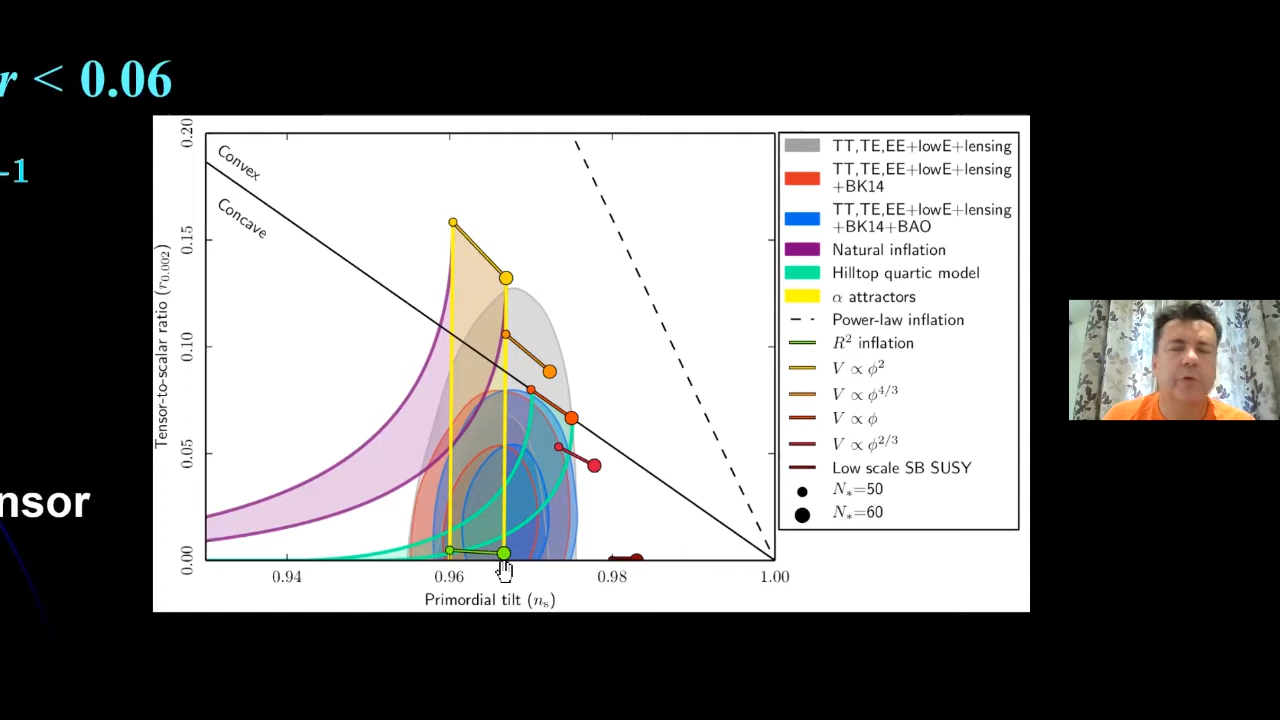 r < 0.06
-1
nsor
Convex
Concave
Tensor-to-scalar ratio (r0.002)
0.20
0.15
0.10
0.05
0.00
0.94
0.96
0.98
1.00
Primordial tilt (ns)
TT,TE,EE+lowE+lensing
TT,TE,EE+lowE+lensing
+BK14
TT,TE,EE+lowE+lensing
+BK14+BAO
Natural inflation
Hilltop quartic model
α attractors
Power-law inflation
R² inflation
V ∝ ϕ²
V ∝ ϕ^4/3
V ∝ ϕ
V ∝ ϕ^2/3
Low scale SB SUSY
N*=50
N*=60